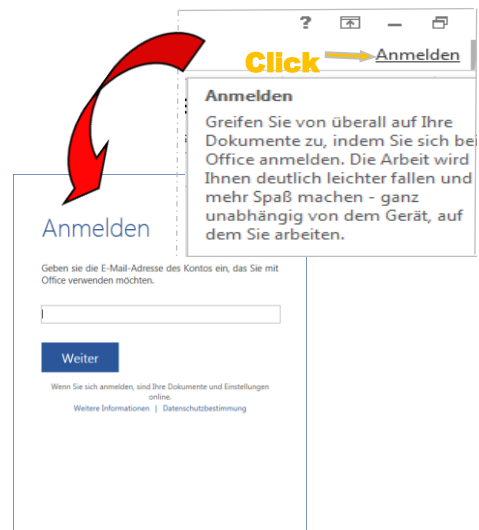 ?
Click
Anmelden
Anmelden
Greifen Sie von überall auf Ihre
Dokumente zu, indem Sie sich bei
Office anmelden. Die Arbeit wird
Ihnen deutlich leichter fallen und
mehr Spaß machen - ganz
unabhängig von dem Gerät, auf
dem Sie arbeiten.
Anmelden
Geben sie die E-Mail-Adresse des Kontos ein, das Sie mit
Office verwenden möchten.
Weiter
Wenn Sie sich anmelden, sind Ihre Dokumente und Einstellungen
online.
Weitere Informationen | Datenschutzbestimmung